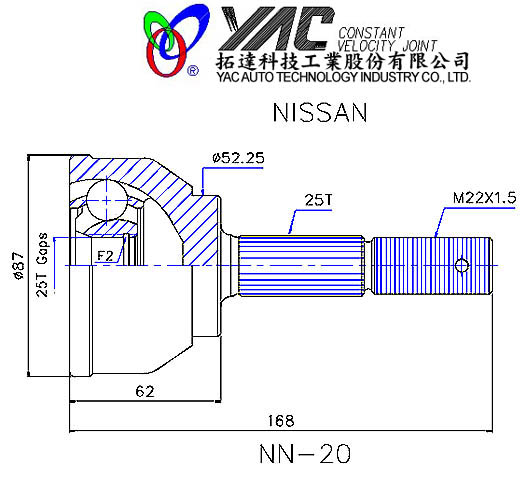 YAC CONSTANT
VELOCITY JOINT
拓達科技工業股份有限公司
YAC AUTO TECHNOLOGY INDUSTRY CO., LTD.
NISSAN
ø52.25
25T
M22X1.5
ø87
25T Gaps
F2
62
168
NN-20